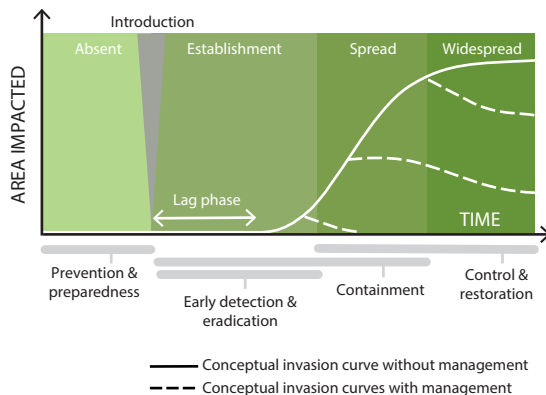 Introduction
Absent
Establishment
Spread
Widespread
AREA IMPACTED
Lag phase
TIME
Prevention &
preparedness
Early detection &
eradication
Containment
Control &
restoration
Conceptual invasion curve without management
Conceptual invasion curves with management